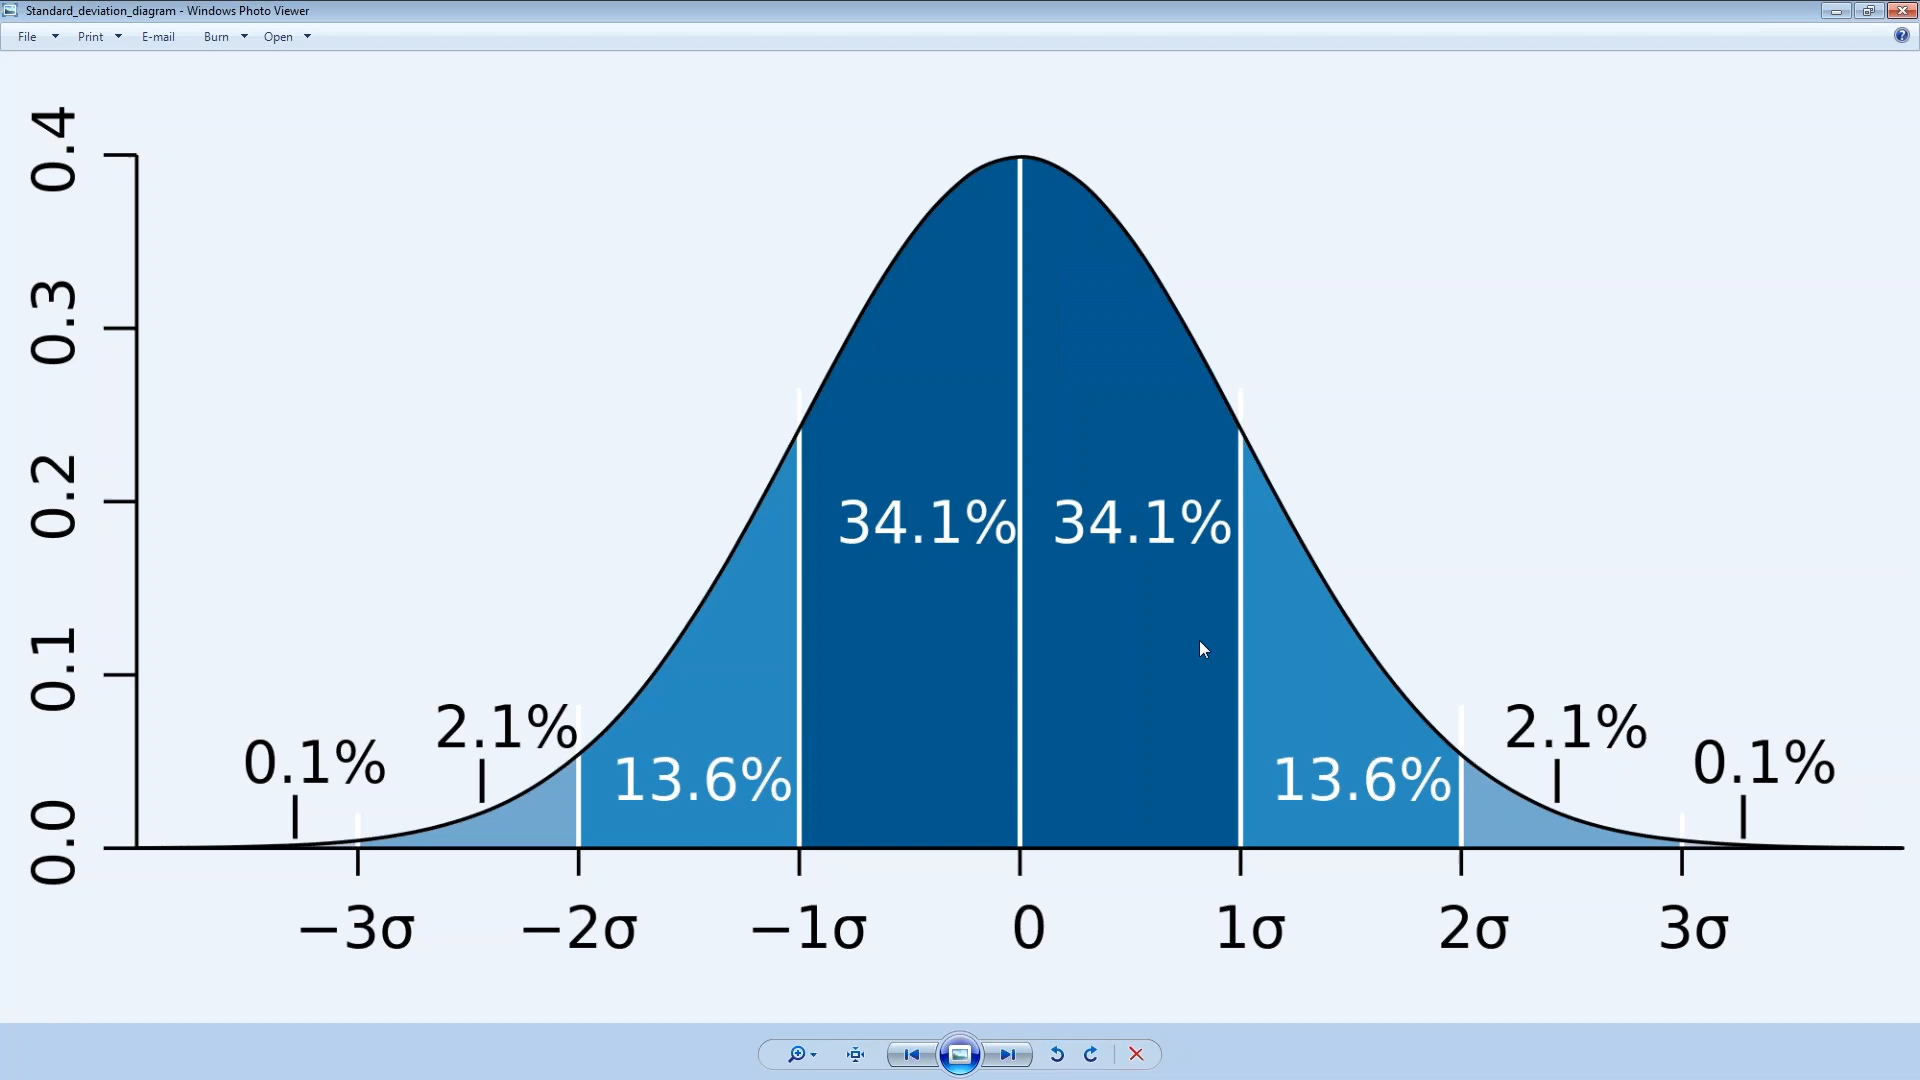 Standard_deviation_diagram - Windows Photo Viewer
File Print E-mail Burn Open
0.4
0.3
0.2
0.1
0.0
34.1% 34.1%
0.1% 2.1% 13.6% 13.6% 2.1% 0.1%
−3σ −2σ −1σ 0 1σ 2σ 3σ